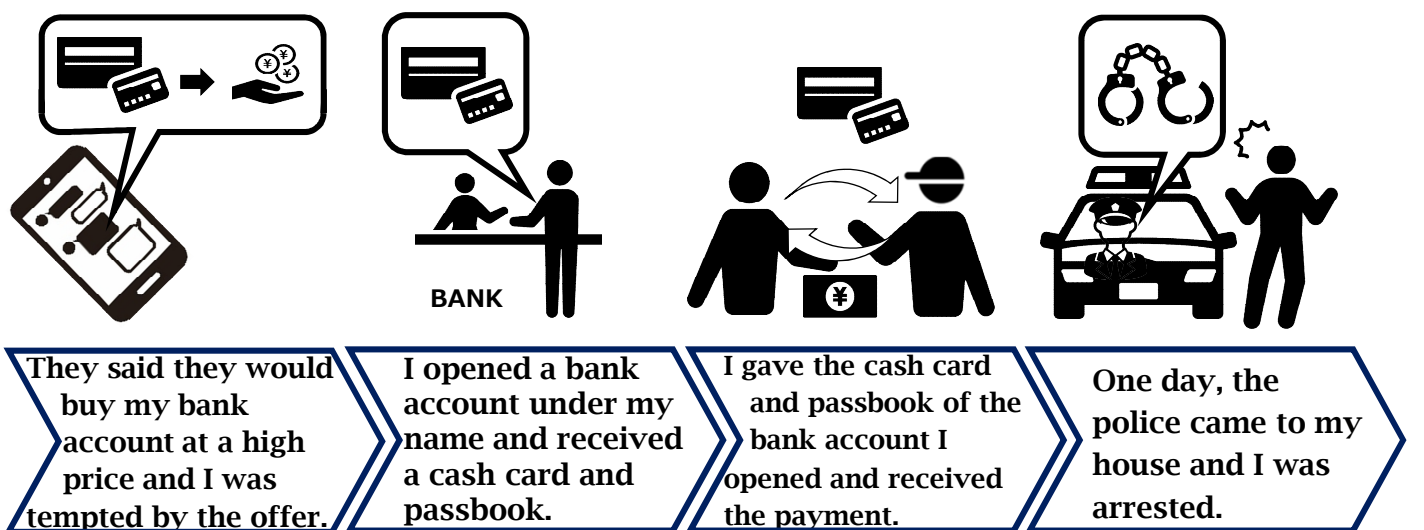 ¥ ¥
¥
BANK
¥
They said they would
buy my bank
account at a high
price and I was
tempted by the offer.
I opened a bank
account under my
name and received
a cash card and
passbook.
I gave the cash card
and passbook of the
bank account I
opened and received
the payment.
One day, the
police came to my
house and I was
arrested.